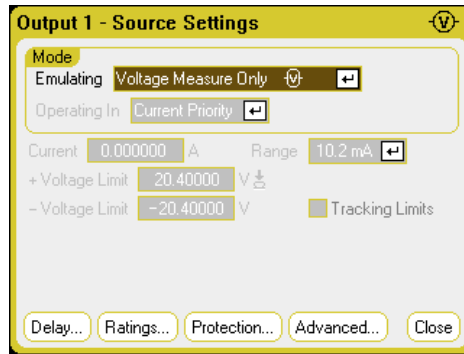 Output 1 - Source Settings
Mode
Emulating Voltage Measure Only
Operating In Current Priority
Current 0.000000 A Range 10.2 mA
+ Voltage Limit 20.40000 V
− Voltage Limit −20.40000 V Tracking Limits
Delay... Ratings... Protection... Advanced... Close